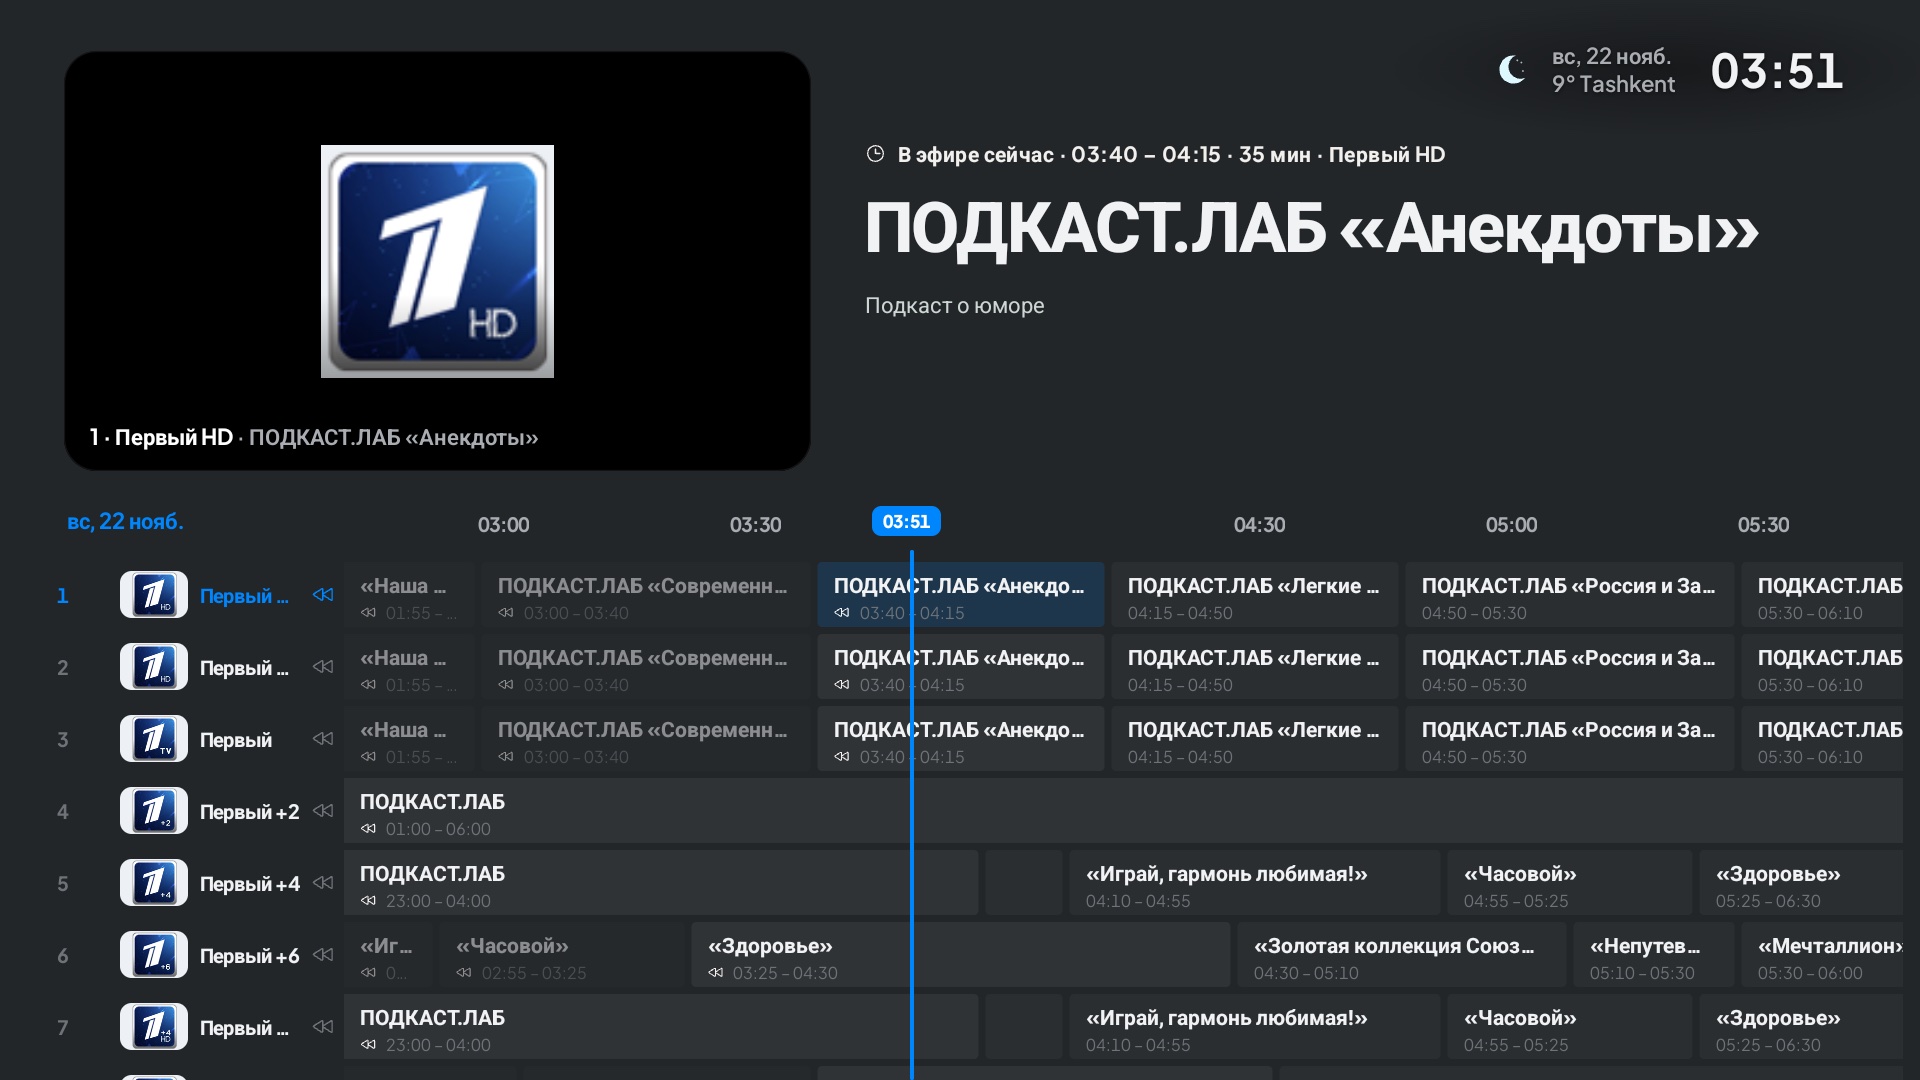 вс, 22 нояб.
9° Tashkent
03:51
В эфире сейчас · 03:40 – 04:15 · 35 мин · Первый HD
ПОДКАСТ.ЛАБ «Анекдоты»
Подкаст о юморе
HD
1 · Первый HD · ПОДКАСТ.ЛАБ «Анекдоты»
вс, 22 нояб.
03:00
03:30
03:51
04:30
05:00
05:30
1
Первый ...
«Наша ...
01:55 – ...
ПОДКАСТ.ЛАБ «Современн...
03:00 – 03:40
ПОДКАСТ.ЛАБ «Анекдо...
03:40 – 04:15
ПОДКАСТ.ЛАБ «Легкие ...
04:15 – 04:50
ПОДКАСТ.ЛАБ «Россия и За...
04:50 – 05:30
ПОДКАСТ.ЛАБ
05:30 – 06:10
2
Первый ...
«Наша ...
01:55 – ...
ПОДКАСТ.ЛАБ «Современн...
03:00 – 03:40
ПОДКАСТ.ЛАБ «Анекдо...
03:40 – 04:15
ПОДКАСТ.ЛАБ «Легкие ...
04:15 – 04:50
ПОДКАСТ.ЛАБ «Россия и За...
04:50 – 05:30
ПОДКАСТ.ЛАБ
05:30 – 06:10
3
Первый
«Наша ...
01:55 – ...
ПОДКАСТ.ЛАБ «Современн...
03:00 – 03:40
ПОДКАСТ.ЛАБ «Анекдо...
03:40 – 04:15
ПОДКАСТ.ЛАБ «Легкие ...
04:15 – 04:50
ПОДКАСТ.ЛАБ «Россия и За...
04:50 – 05:30
ПОДКАСТ.ЛАБ
05:30 – 06:10
4
Первый +2
ПОДКАСТ.ЛАБ
01:00 – 06:00
5
Первый +4
ПОДКАСТ.ЛАБ
23:00 – 04:00
«Играй, гармонь любимая!»
04:10 – 04:55
«Часовой»
04:55 – 05:25
«Здоровье»
05:25 – 06:30
6
Первый +6
«Иг...
0...
«Часовой»
02:55 – 03:25
«Здоровье»
03:25 – 04:30
«Золотая коллекция Союз...
04:30 – 05:10
«Непутев...
05:10 – 05:30
«Мечталлион»
05:30 – 06:00
7
Первый ...
ПОДКАСТ.ЛАБ
23:00 – 04:00
«Играй, гармонь любимая!»
04:10 – 04:55
«Часовой»
04:55 – 05:25
«Здоровье»
05:25 – 06:30